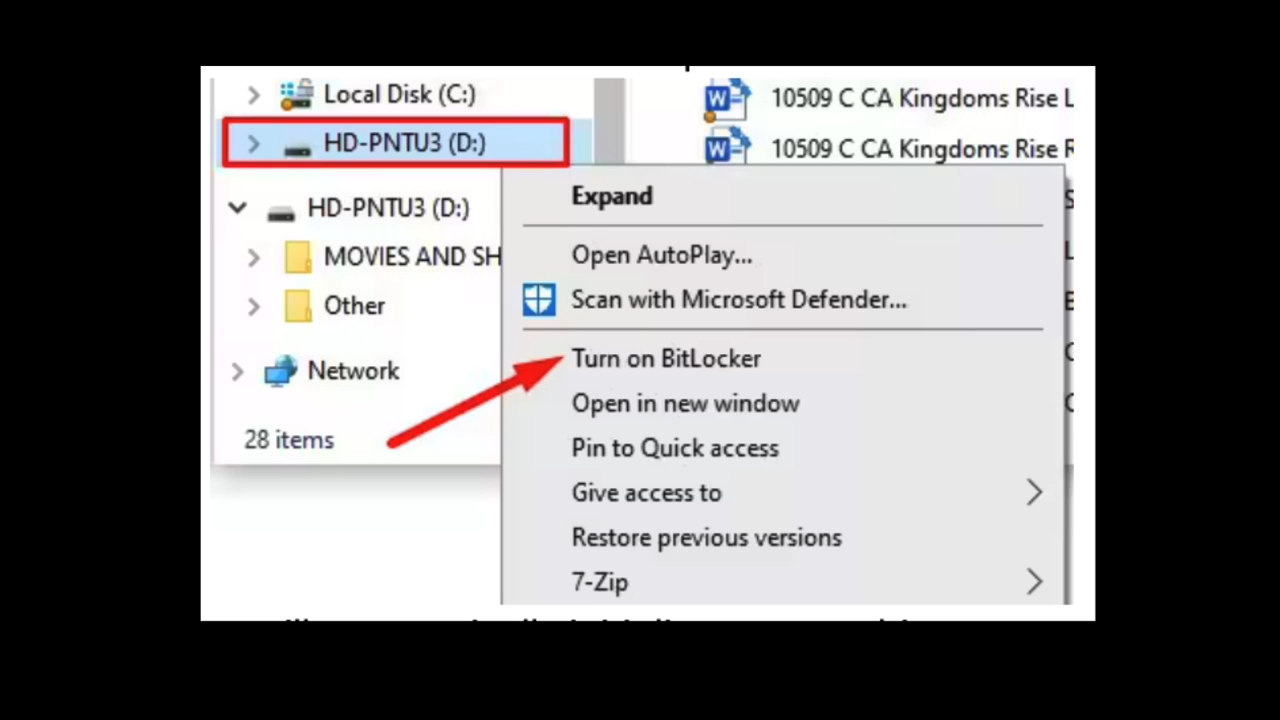 Local Disk (C:)
HD-PNTU3 (D:)
HD-PNTU3 (D:)
MOVIES AND SH
Other
Network
28 items
10509 C CA Kingdoms Rise L
10509 C CA Kingdoms Rise R
Expand
Open AutoPlay...
Scan with Microsoft Defender...
Turn on BitLocker
Open in new window
Pin to Quick access
Give access to
Restore previous versions
7-Zip